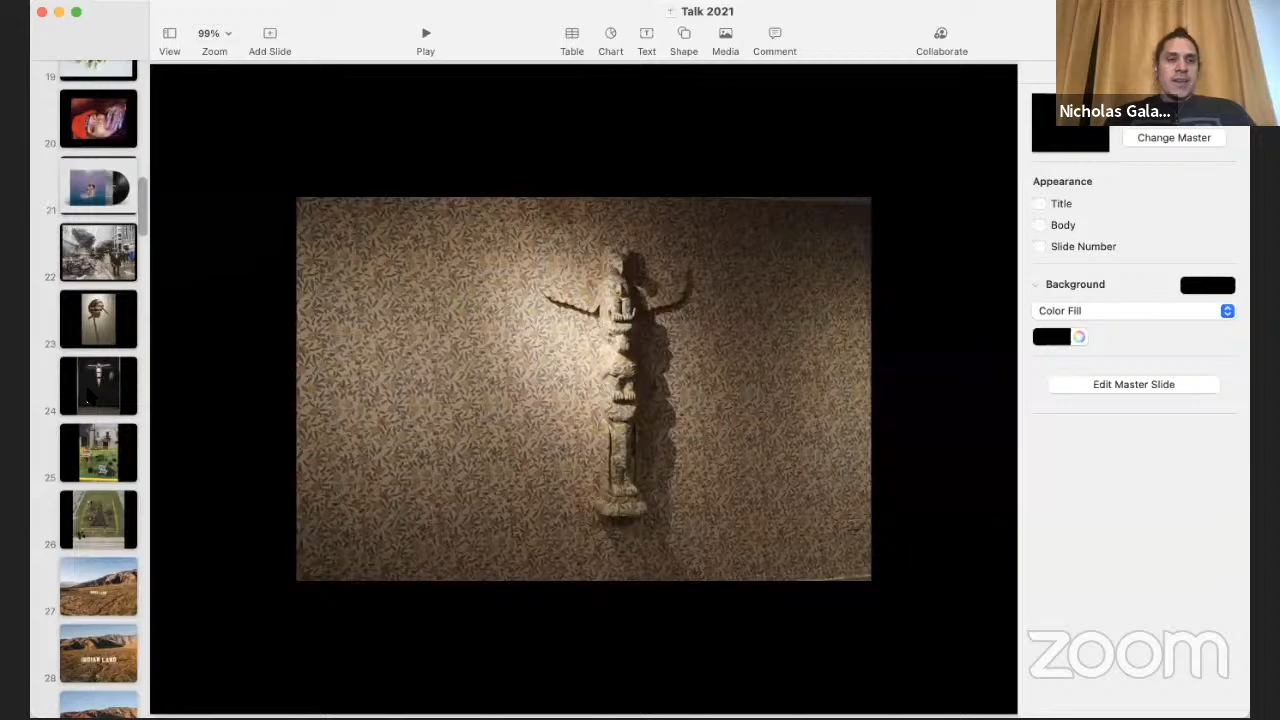 Talk 2021
99%
View
Zoom
Add Slide
Play
Table
Chart
Text
Shape
Media
Comment
Collaborate
Nicholas Gala...
Change Master
Appearance
Title
Body
Slide Number
Background
Color Fill
Edit Master Slide
19
20
21
22
23
24
25
26
27
INDIAN LAND
28
zoom